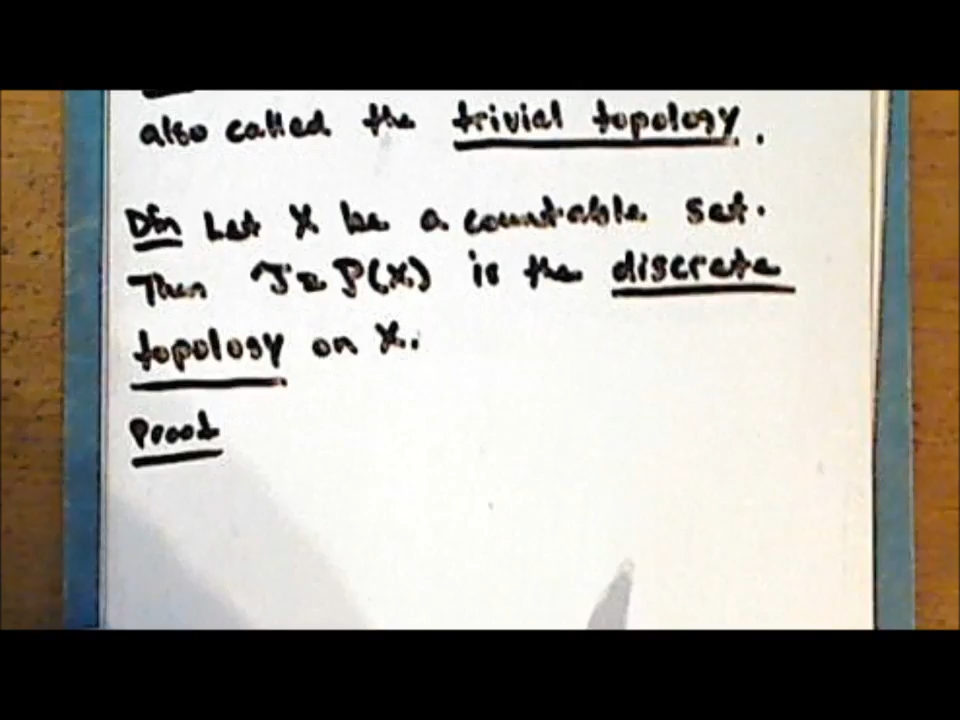 also called the trivial topology.
Dfn Let X be a countable set.
Then 𝒯 = P(X) is the discrete
topology on X.
Proof